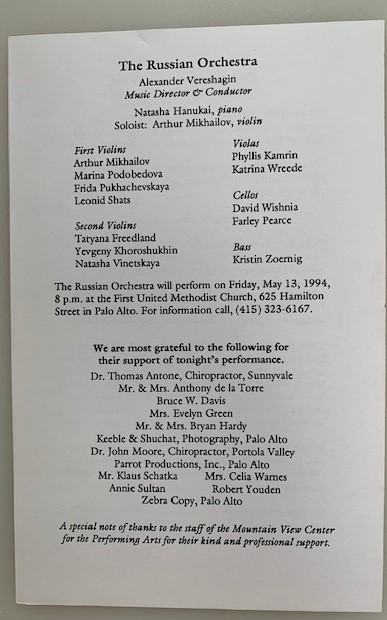 The Russian Orchestra
Alexander Vereshagin
Music Director & Conductor
Natasha Hanukai, piano
Soloist: Arthur Mikhailov, violin
First Violins
Arthur Mikhailov
Marina Podobedova
Frida Pukhachevskaya
Leonid Shats
Second Violins
Tatyana Freedland
Yevgeny Khoroshukhin
Natasha Vinetskaya
Violas
Phyllis Kamrin
Katrina Wreede
Cellos
David Wishnia
Farley Pearce
Bass
Kristin Zoernig
The Russian Orchestra will perform on Friday, May 13, 1994,
8 p.m. at the First United Methodist Church, 625 Hamilton
Street in Palo Alto. For information call, (415) 323-6167.
We are most grateful to the following for
their support of tonight's performance.
Dr. Thomas Antone, Chiropractor, Sunnyvale
Mr. & Mrs. Anthony de la Torre
Bruce W. Davis
Mrs. Evelyn Green
Mr. & Mrs. Bryan Hardy
Keeble & Shuchat, Photography, Palo Alto
Dr. John Moore, Chiropractor, Portola Valley
Parrot Productions, Inc., Palo Alto
Mr. Klaus Schatka Mrs. Celia Warnes
Annie Sultan Robert Youden
Zebra Copy, Palo Alto
A special note of thanks to the staff of the Mountain View Center
for the Performing Arts for their kind and professional support.